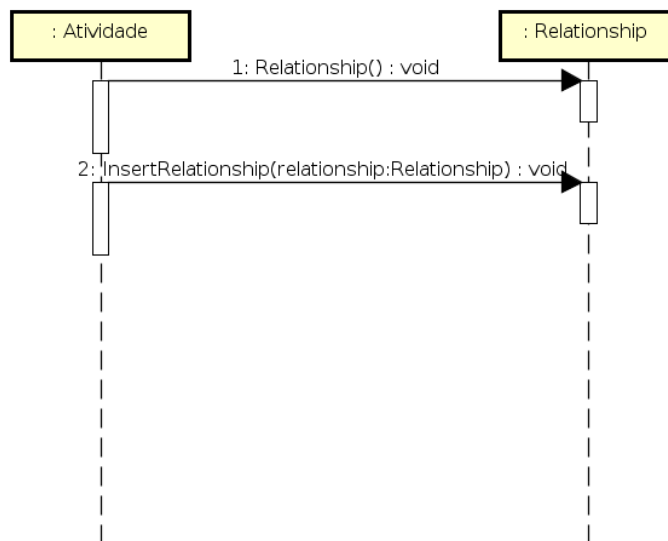 : Atividade
: Relationship
1: Relationship() : void
2: InsertRelationship(relationship:Relationship) : void